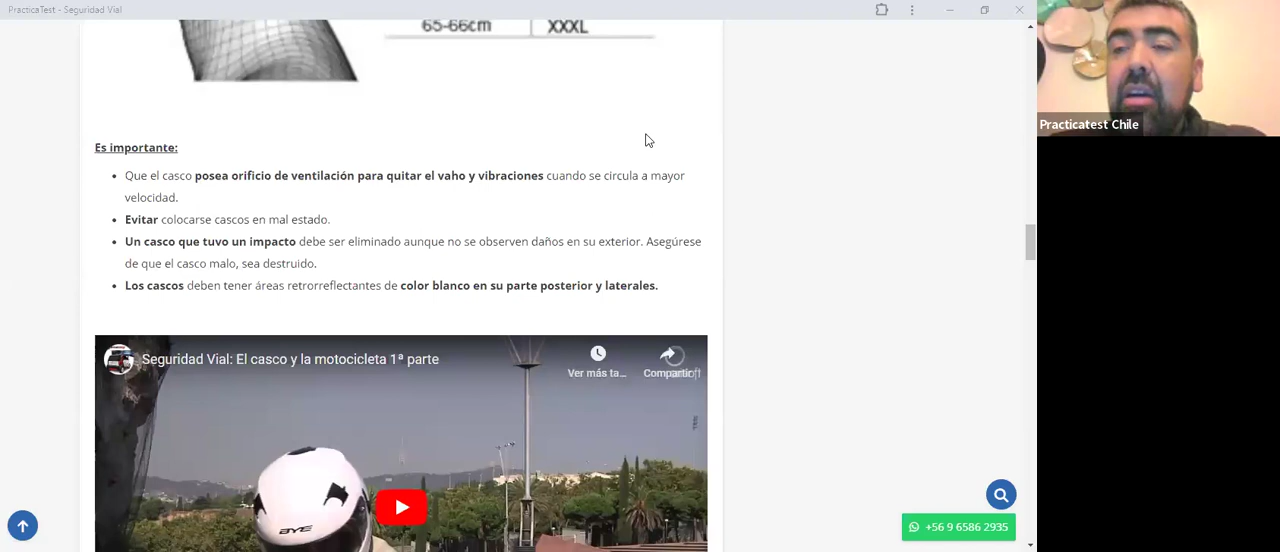 PracticaTest - Seguridad Vial
65-66cm XXXL
Es importante:
Que el casco posea orificio de ventilación para quitar el vaho y vibraciones cuando se circula a mayor
velocidad.
Evitar colocarse cascos en mal estado.
Un casco que tuvo un impacto debe ser eliminado aunque no se observen daños en su exterior. Asegúrese
de que el casco malo, sea destruido.
Los cascos deben tener áreas retrorreflectantes de color blanco en su parte posterior y laterales.
Seguridad Vial: El casco y la motocicleta 1ª parte
Ver más ta...
Compartir
BYE
+56 9 6586 2935
Practicatest Chile